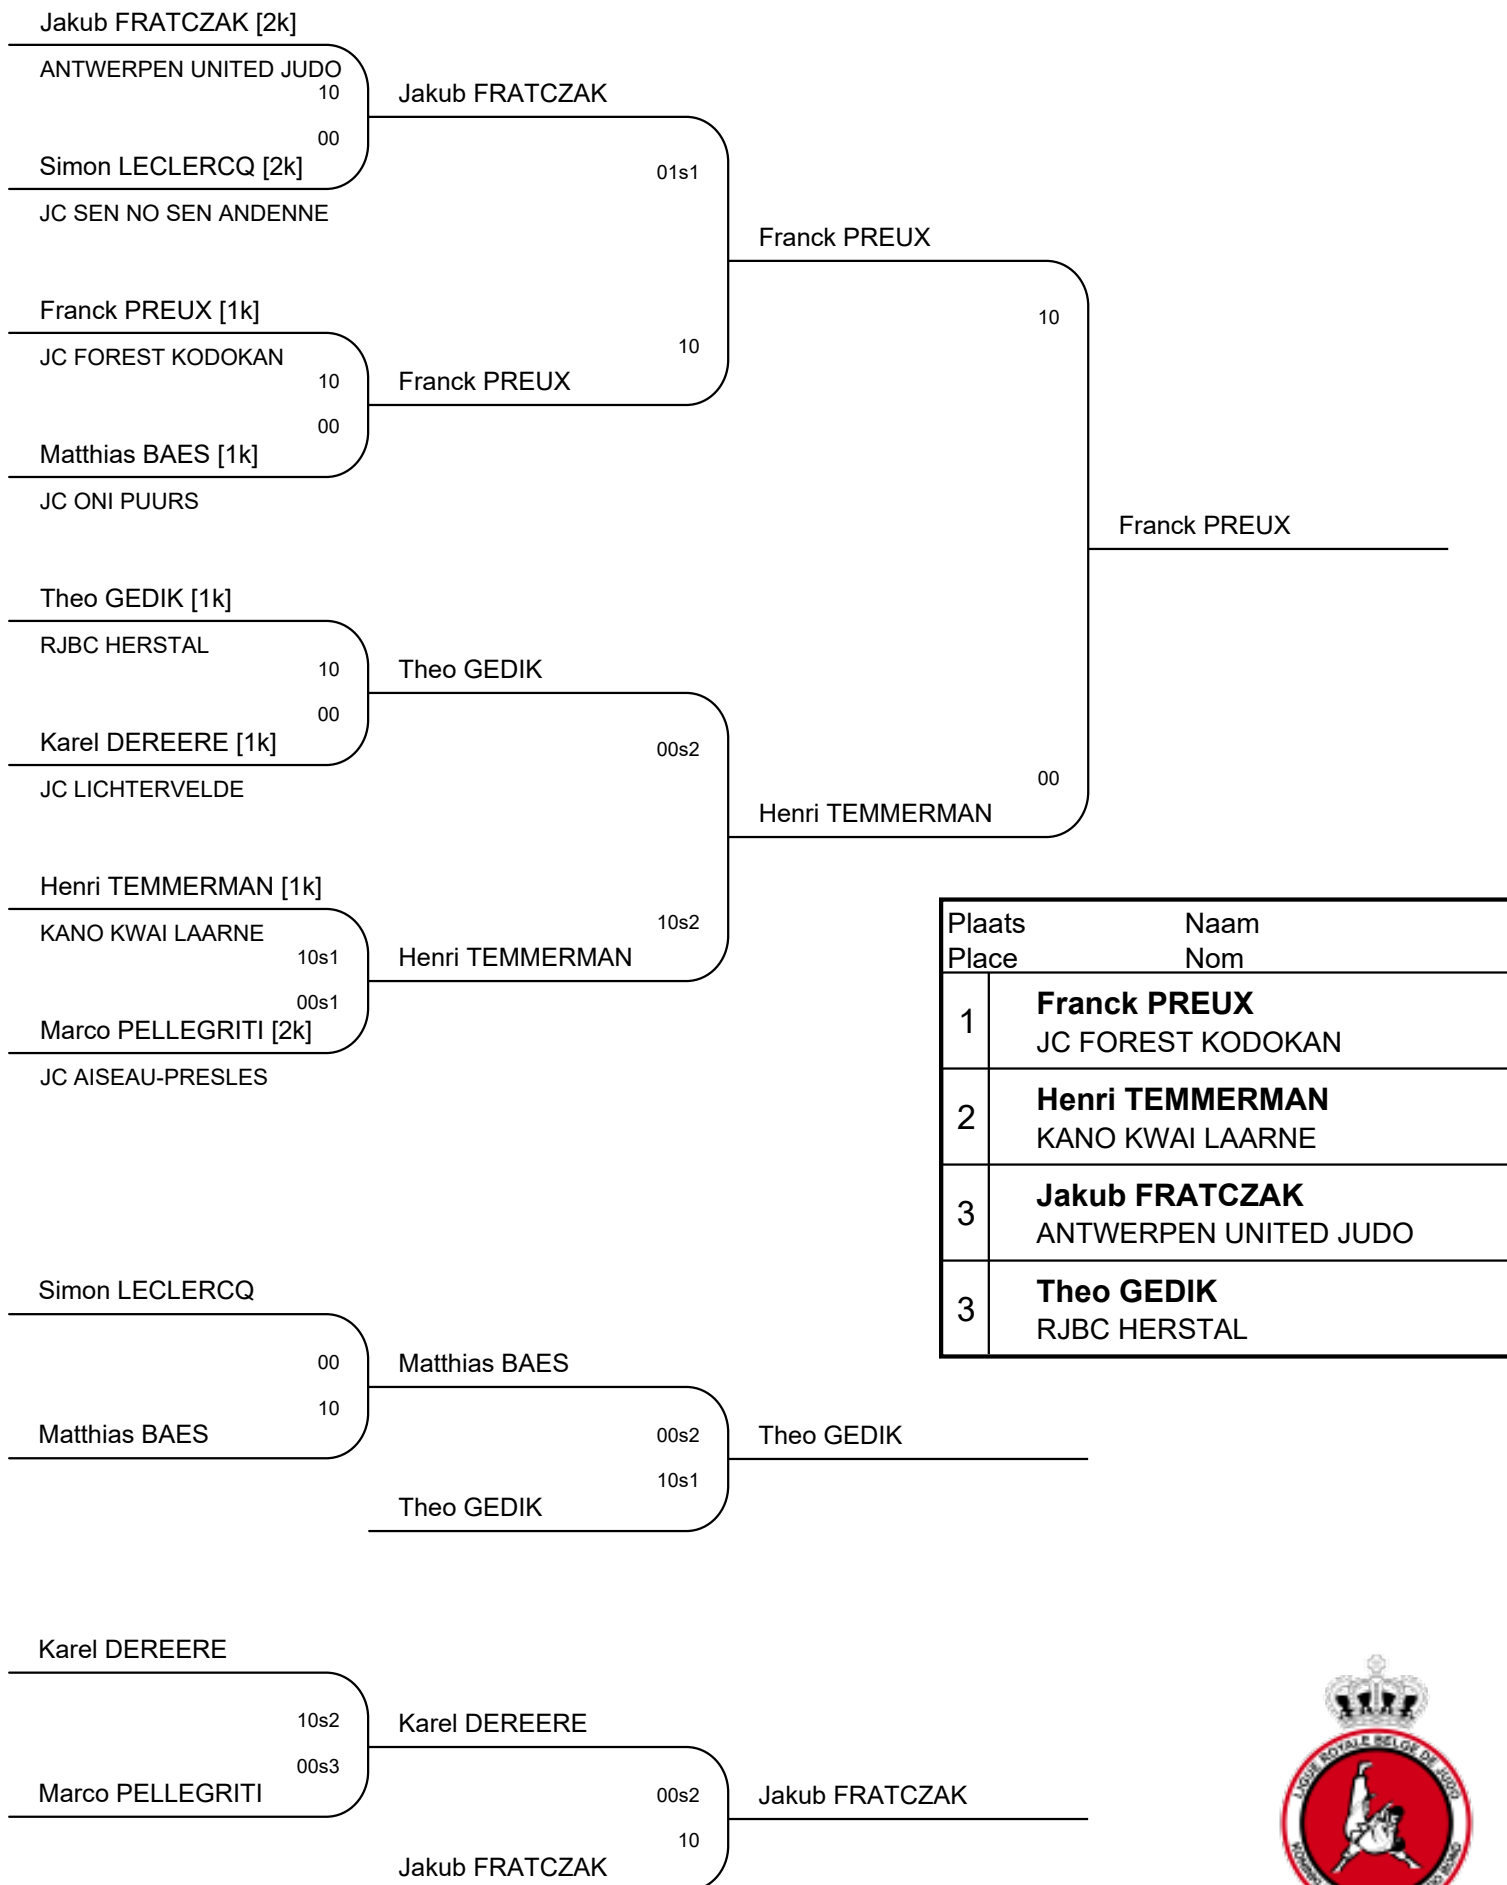 Jakub FRATCZAK [2k]
ANTWERPEN UNITED JUDO
10
00
Simon LECLERCQ [2k]
JC SEN NO SEN ANDENNE
Jakub FRATCZAK
01s1
Franck PREUX [1k]
JC FOREST KODOKAN
10
00
Matthias BAES [1k]
JC ONI PUURS
10
Franck PREUX
Franck PREUX
10
Theo GEDIK [1k]
RJBC HERSTAL
10
00
Karel DEREERE [1k]
JC LICHTERVELDE
Theo GEDIK
00s2
Henri TEMMERMAN [1k]
KANO KWAI LAARNE
10s1
00s1
Marco PELLEGRITI [2k]
JC AISEAU-PRESLES
10s2
Henri TEMMERMAN
00
Henri TEMMERMAN
Franck PREUX
Plaats Naam
Place Nom
1 Franck PREUX
JC FOREST KODOKAN
2 Henri TEMMERMAN
KANO KWAI LAARNE
3 Jakub FRATCZAK
ANTWERPEN UNITED JUDO
3 Theo GEDIK
RJBC HERSTAL
Simon LECLERCQ
00
10
Matthias BAES
Matthias BAES
00s2
10s1
Theo GEDIK
Theo GEDIK
Karel DEREERE
10s2
00s3
Marco PELLEGRITI
Karel DEREERE
00s2
10
Jakub FRATCZAK
Jakub FRATCZAK
LIGUE ROYALE BELGE DE JUDO